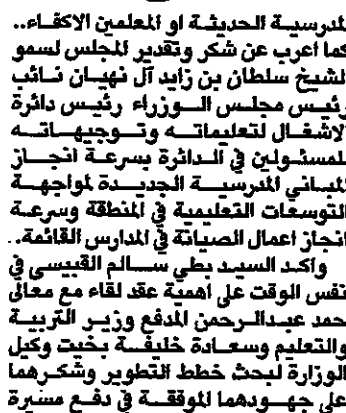 المدرسية الحديثة او المعلمين الاكفاء..
كما اعرب عن شكر وتقدير المجلس لسمو
الشيخ سلطان بن زايد آل نهيان نائب
رئيس مجلس الوزراء رئيس دائرة
الاشغال لتعليماته وتوجيهاته
للمسئولين في الدائرة بسرعة انجاز
المباني المدرسية الجديدة لمواجهة
التوسعات التعليمية في المنطقة وسرعة
انجاز اعمال الصيانة في المدارس القائمة..
واكد السيد بطي سالم القبيسى في
نفس الوقت على اهمية عقد لقاء مع معالى
حمد عبدالرحمن المدفع وزير التربية
والتعليم وسعادة خليفة بخيت وكيل
الوزارة لبحث خطط التطوير وشكرهما
على جهودهما الموفقة في دفع مسيرة